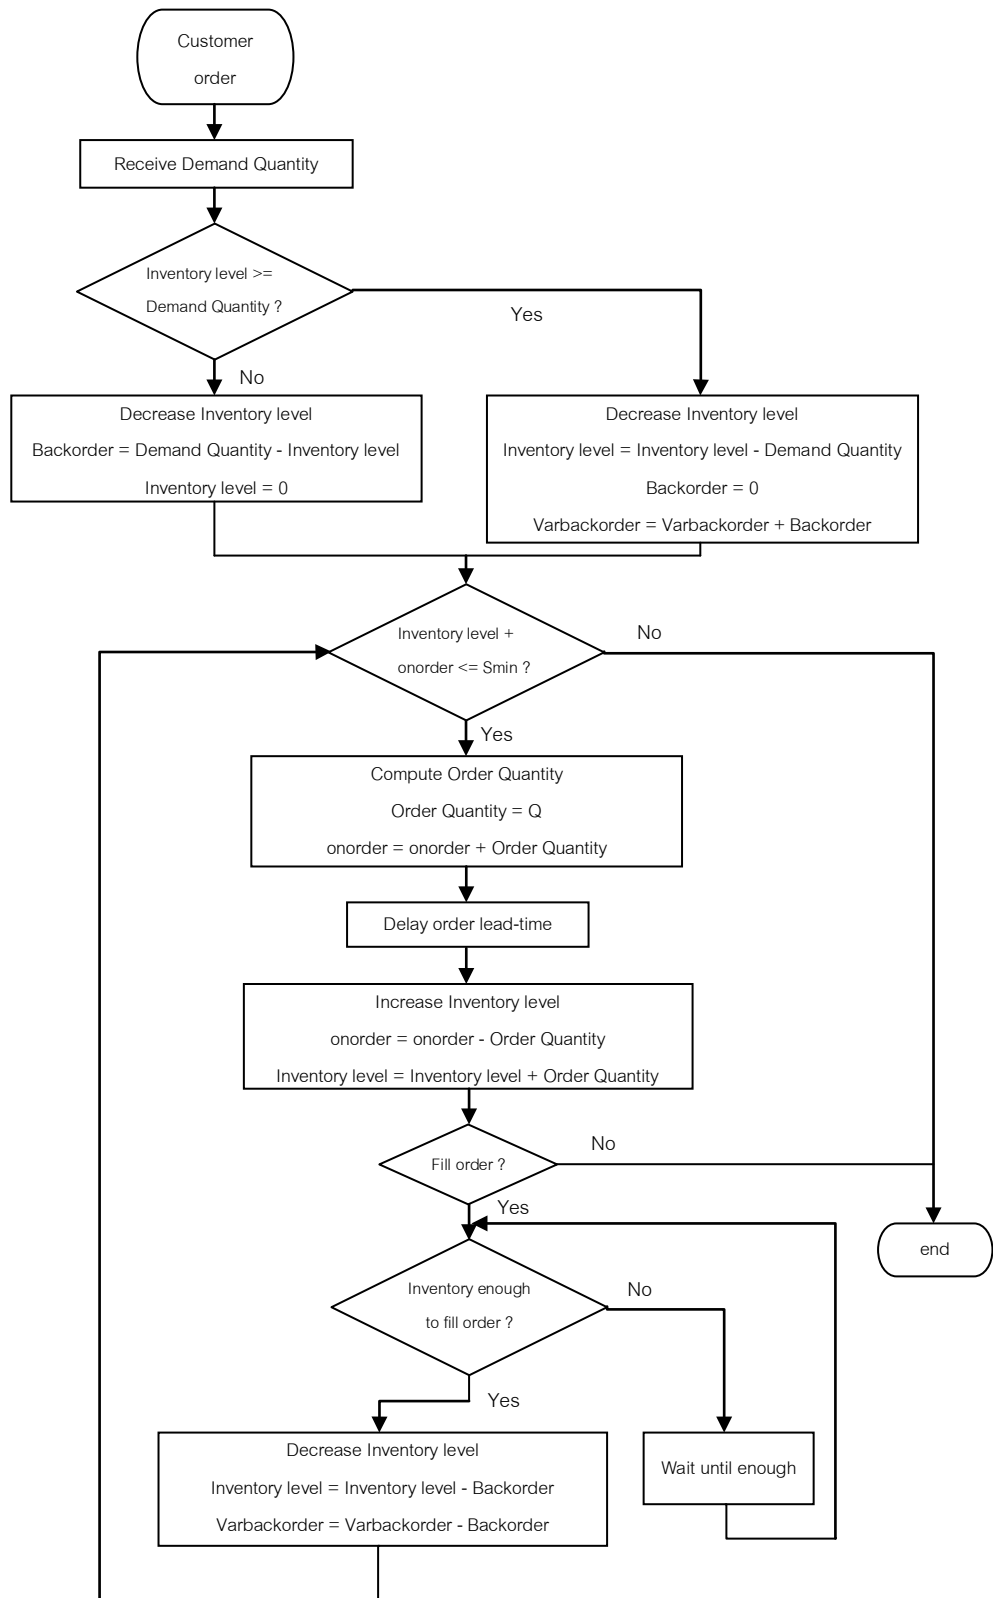 Customer
order
Receive Demand Quantity
Inventory level >=
Demand Quantity ?
Yes
No
Decrease Inventory level
Backorder = Demand Quantity - Inventory level
Inventory level = 0
Decrease Inventory level
Inventory level = Inventory level - Demand Quantity
Backorder = 0
Varbackorder = Varbackorder + Backorder
Inventory level +
onorder <= Smin ?
No
Yes
Compute Order Quantity
Order Quantity = Q
onorder = onorder + Order Quantity
Delay order lead-time
Increase Inventory level
onorder = onorder - Order Quantity
Inventory level = Inventory level + Order Quantity
Fill order ?
No
Yes
end
Inventory enough
to fill order ?
No
Yes
Decrease Inventory level
Inventory level = Inventory level - Backorder
Varbackorder = Varbackorder - Backorder
Wait until enough